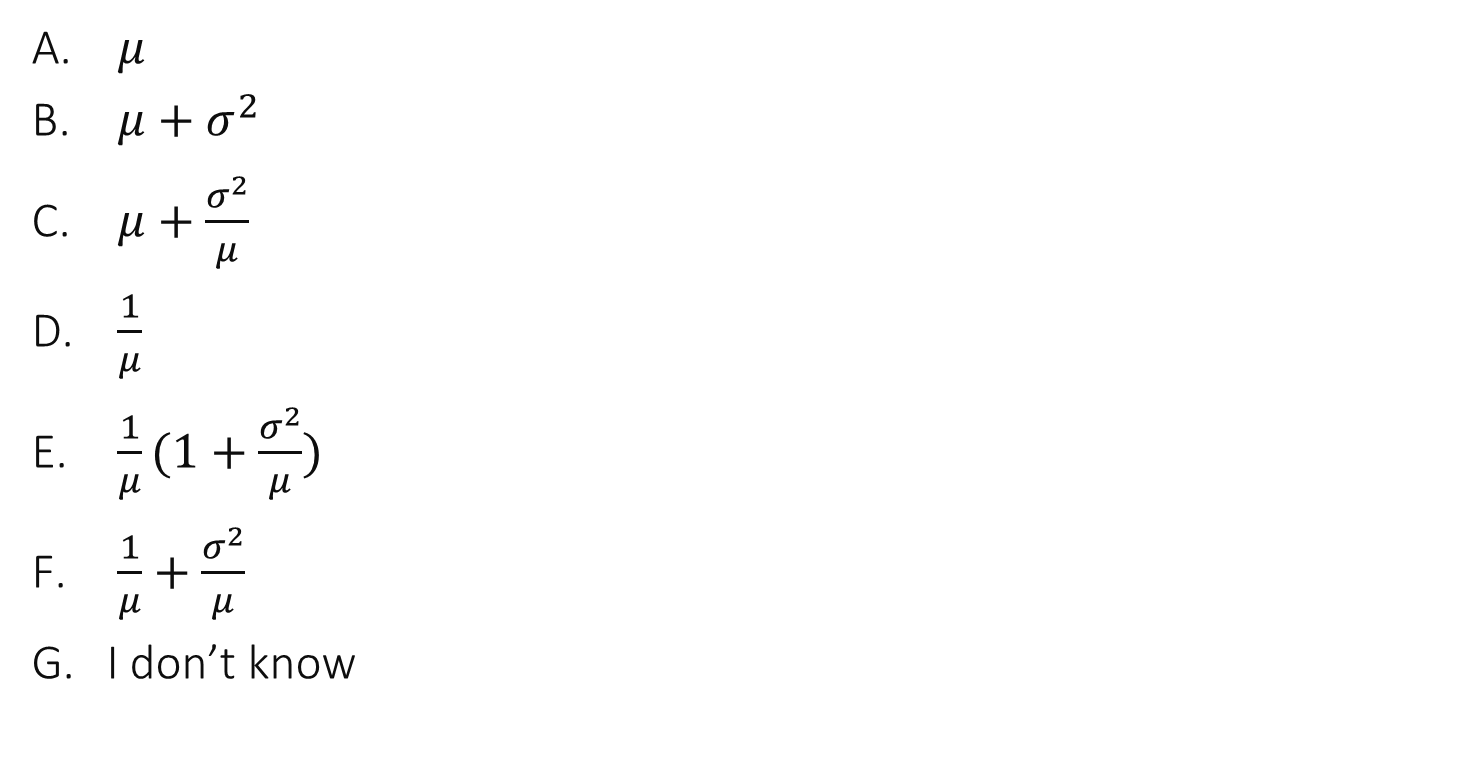 A. μ
B. μ + σ²
C. μ + σ²/μ
D. 1/μ
E. 1/μ (1 + σ²/μ)
F. 1/μ + σ²/μ
G. I don’t know